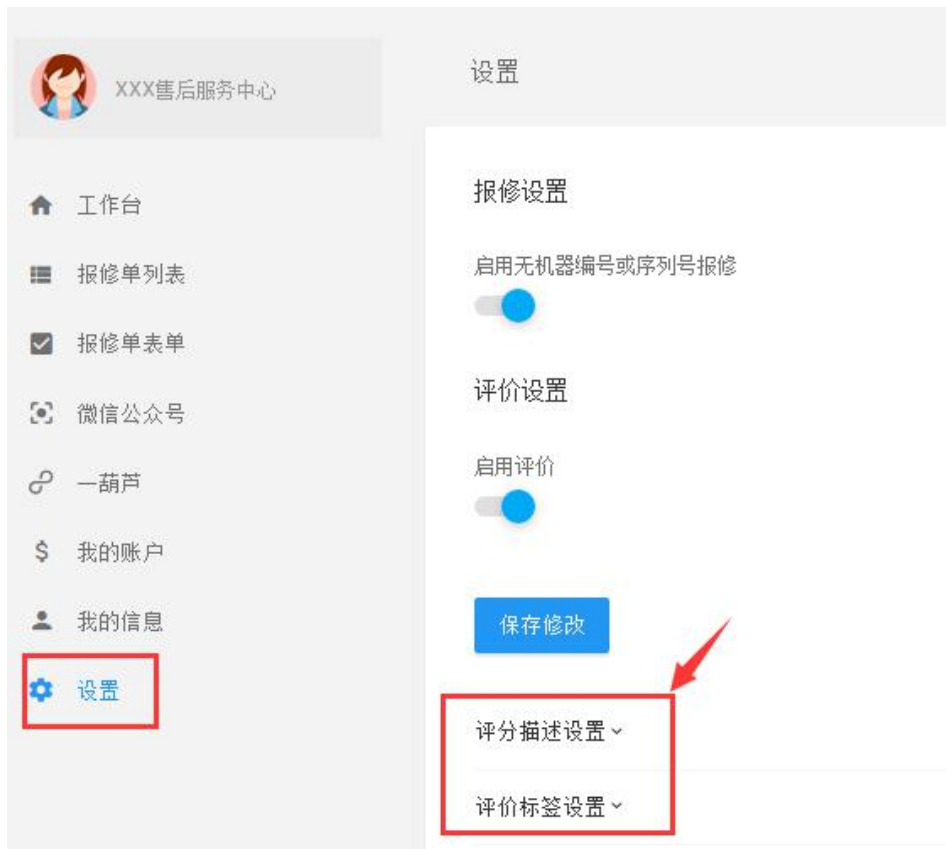 XXX售后服务中心
工作台
报修单列表
报修单表单
微信公众号
一葫芦
我的账户
我的信息
设置
设置
报修设置
启用无机器编号或序列号报修
评价设置
启用评价
保存修改
评分描述设置
评价标签设置